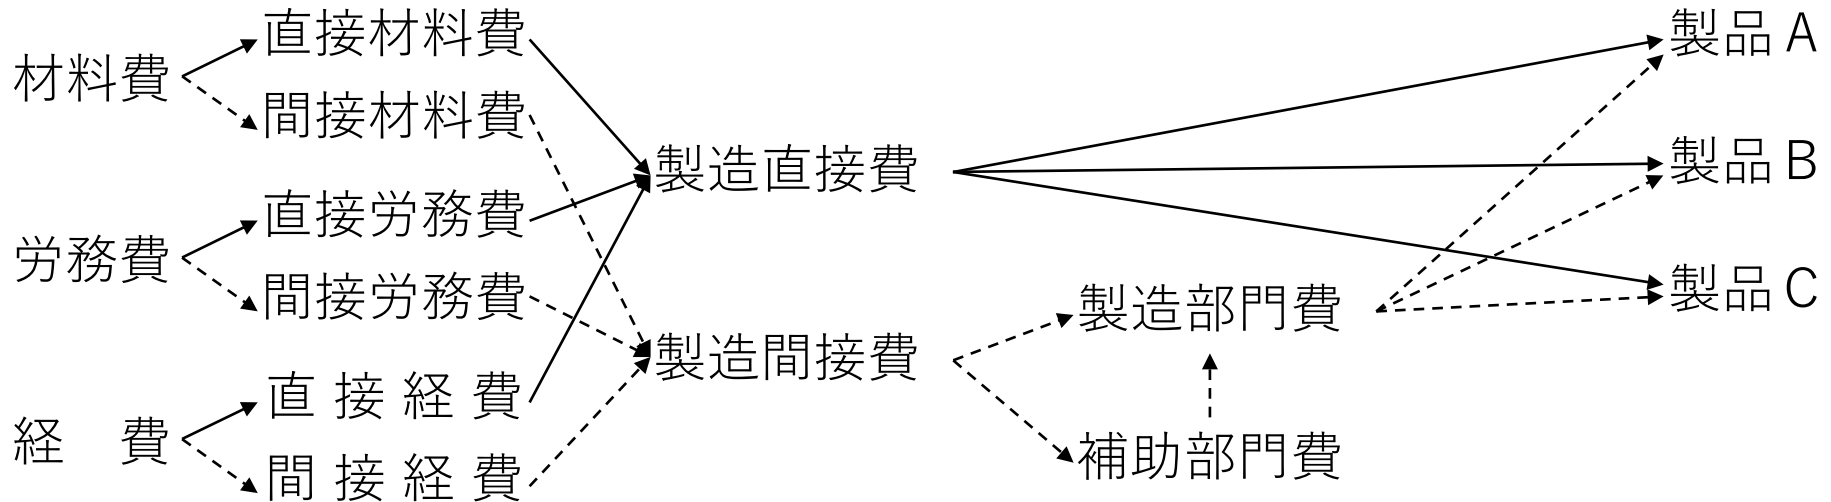 材料費
直接材料費
間接材料費
労務費
直接労務費
間接労務費
経　費
直接経費
間接経費
製造直接費
製造間接費
製造部門費
補助部門費
製品A
製品B
製品C